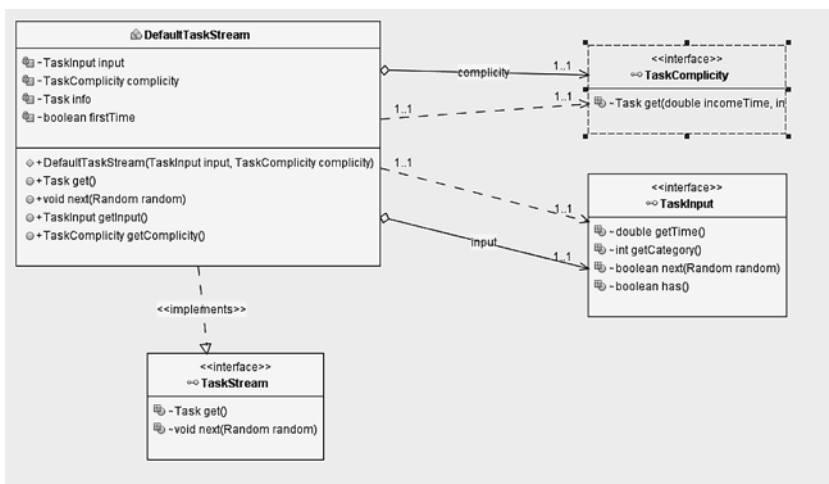 DefaultTaskStream
-TaskInput input
-TaskComplicity complicity
-Task info
-boolean firstTime
+DefaultTaskStream(TaskInput input, TaskComplicity complicity)
+Task get()
+void next(Random random)
+TaskInput getInput()
+TaskComplicity getComplicity()
complicity
1..1
1..1
1..1
1..1
1..1
input
1..1
<<interface>>
TaskComplicity
~Task get(double incomeTime, in
<<interface>>
TaskInput
~double getTime()
~int getCategory()
~boolean next(Random random)
~boolean has()
<<implements>>
<<interface>>
TaskStream
~Task get()
~void next(Random random)